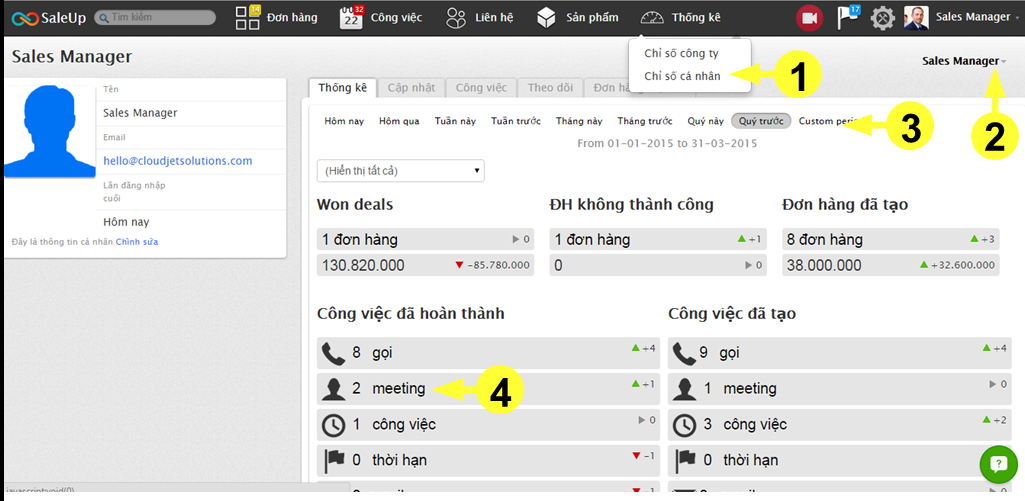 SaleUp
Tìm kiếm
14
Đơn hàng
22
32
Công việc
Liên hệ
Sản phẩm
Thống kê
17
Sales Manager
Chỉ số công ty
Chỉ số cá nhân
1
Sales Manager
Sales Manager
2
Tên
Sales Manager
Email
hello@cloudjetsolutions.com
Lần đăng nhập
cuối
Hôm nay
Đây là thông tin cá nhân Chỉnh sửa
Thống kê
Cập nhật
Công việc
Theo dõi
Hôm nay
Hôm qua
Tuần này
Tuần trước
Tháng này
Tháng trước
Quý này
Quý trước
Custom perio
3
From 01-01-2015 to 31-03-2015
(Hiển thị tất cả)
Won deals
1 đơn hàng
0
130.820.000
-85.780.000
ĐH không thành công
1 đơn hàng
+1
0
0
Đơn hàng đã tạo
8 đơn hàng
+3
38.000.000
+32.600.000
Công việc đã hoàn thành
8 gọi
+4
2 meeting
+1
4
1 công việc
0
0 thời hạn
-1
Công việc đã tạo
9 gọi
+4
1 meeting
0
3 công việc
+2
0 thời hạn
0